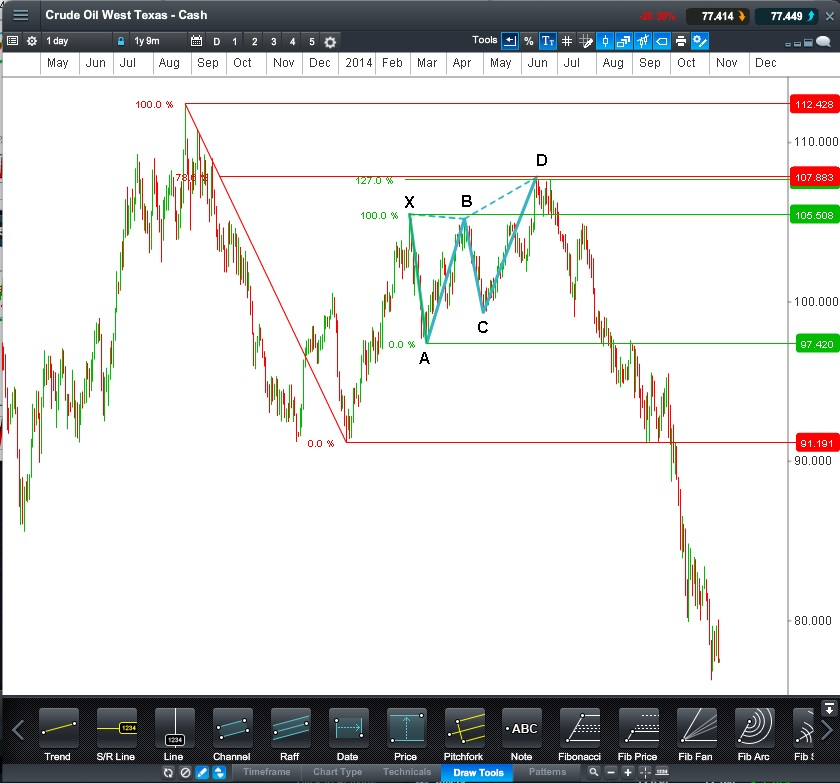 Crude Oil West Texas - Cash
77.414
77.449
1 day
1y 9m
D 1 2 3 4 5
Tools
%
Tт
May Jun Jul Aug Sep Oct Nov Dec 2014 Feb Mar Apr May Jun Jul Aug Sep Oct Nov Dec
100.0 %
112.428
110.000
D
127.0 %
107.883
X
B
100.0 %
105.508
100.000
C
0.0 %
97.420
A
0.0 %
91.191
90.000
80.000
1234
1234
ABC
Trend S/R Line Line Channel Raff Date Price Pitchfork Note Fibonacci Fib Price Fib Fan Fib Arc Fib
Timeframe Chart Type Technicals Draw Tools Patterns